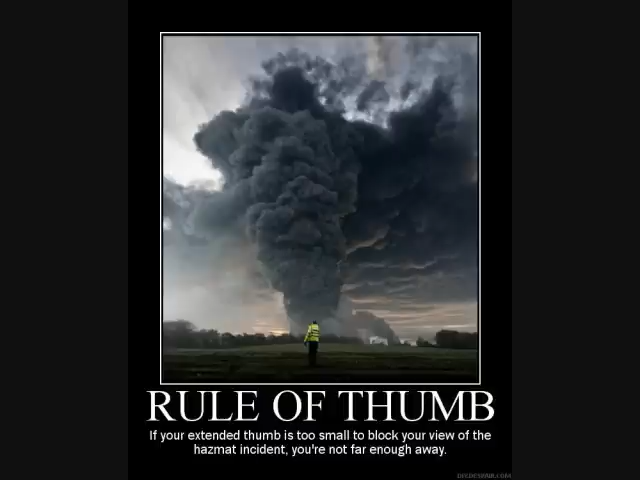 RULE OF THUMB
If your extended thumb is too small to block your view of the
hazmat incident, you're not far enough away.